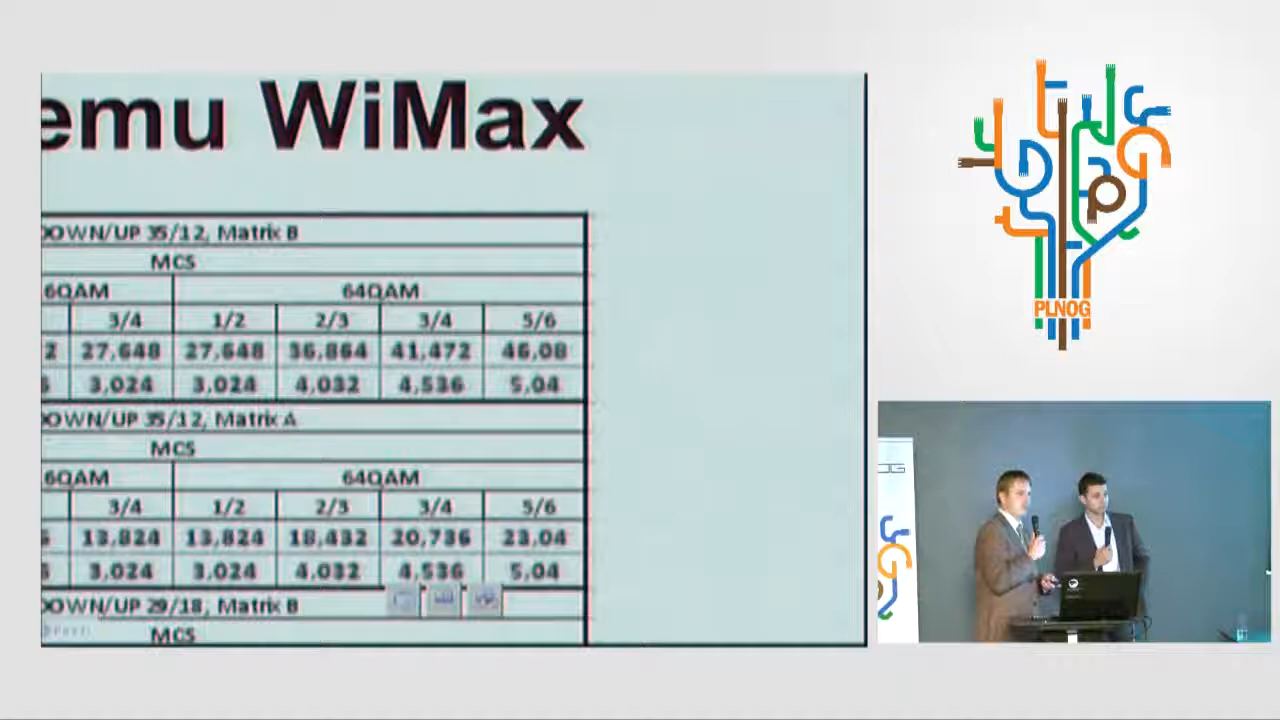 emu WiMax
DOWN/UP 35/12, Matrix B
MCS
6QAM 64QAM
3/4 1/2 2/3 3/4 5/6
2 27,648 27,648 36,864 41,472 46,08
3,024 3,024 4,032 4,536 5,04
DOWN/UP 35/12, Matrix A
MCS
6QAM 64QAM
3/4 1/2 2/3 3/4 5/6
13,824 13,824 18,432 20,736 23,04
3,024 3,024 4,032 4,536 5,04
DOWN/UP 29/18, Matrix B
MCS
PLNOG